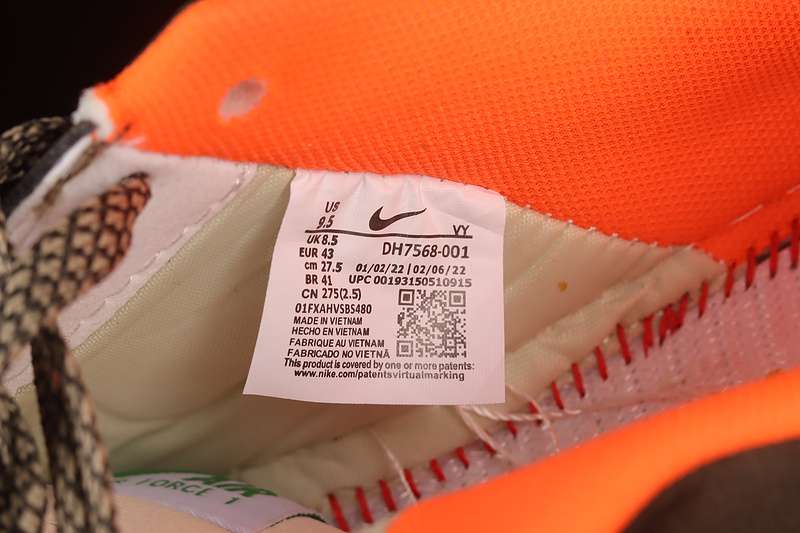 US
9.5
VY
UK 8.5
DH7568-001
EUR 43
cm 27.5
01/02/22 | 02/06/22
BR 41
UPC 00193150510915
CN 275(2.5)
01FXAHVSBS480
MADE IN VIETNAM
HECHO EN VIETNAM
FABRIQUE AU VIETNAM
FABRICADO NO VIETNÃ
This product is covered by one or more patents:
www.nike.com/patentsvirtualmarking
AIR
FORCE 1